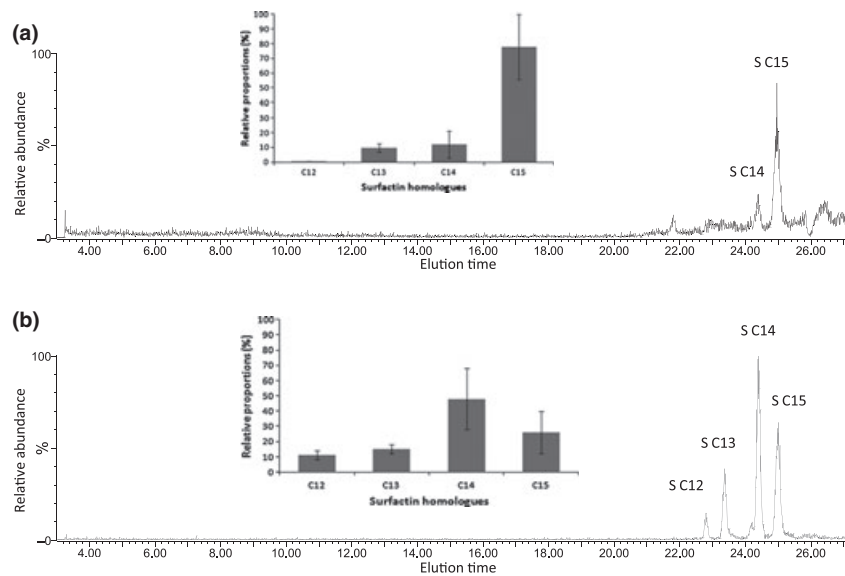 (a)
100
Relative abundance
%
0
4.00 6.00 8.00 10.00 12.00 14.00 16.00 18.00 20.00 22.00 24.00 26.00
Elution time
S C14
S C15
100
90
80
70
60
50
40
30
20
10
0
Relative proportions (%)
C12 C13 C14 C15
Surfactin homologues
(b)
100
Relative abundance
%
0
4.00 6.00 8.00 10.00 12.00 14.00 16.00 18.00 20.00 22.00 24.00 26.00
Elution time
S C12
S C13
S C14
S C15
100
90
80
70
60
50
40
30
20
10
0
Relative proportions (%)
C12 C13 C14 C15
Surfactin homologues